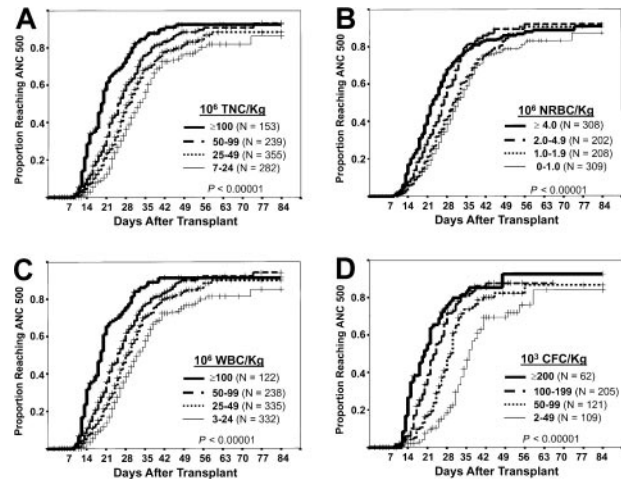 A
Proportion Reaching ANC 500
0.8
0.6
0.4
0.2
10⁶ TNC/Kg
≥100 (N = 153)
50-99 (N = 239)
25-49 (N = 355)
7-24 (N = 282)
P < 0.00001
7 14 21 28 35 42 49 56 63 70 77 84
Days After Transplant
B
Proportion Reaching ANC 500
0.8
0.6
0.4
0.2
10⁶ NRBC/Kg
≥ 4.0 (N = 308)
2.0-4.9 (N = 202)
1.0-1.9 (N = 208)
0-1.0 (N = 309)
P < 0.00001
7 14 21 28 35 42 49 56 63 70 77 84
Days After Transplant
C
Proportion Reaching ANC 500
0.8
0.6
0.4
0.2
10⁶ WBC/Kg
≥100 (N = 122)
50-99 (N = 238)
25-49 (N = 335)
3-24 (N = 332)
P < 0.00001
7 14 21 28 35 42 49 56 63 70 77 84
Days After Transplant
D
Proportion Reaching ANC 500
0.8
0.6
0.4
0.2
10³ CFC/Kg
≥200 (N = 62)
100-199 (N = 205)
50-99 (N = 121)
2-49 (N = 109)
P < 0.00001
7 14 21 28 35 42 49 56 63 70 77 84
Days After Transplant